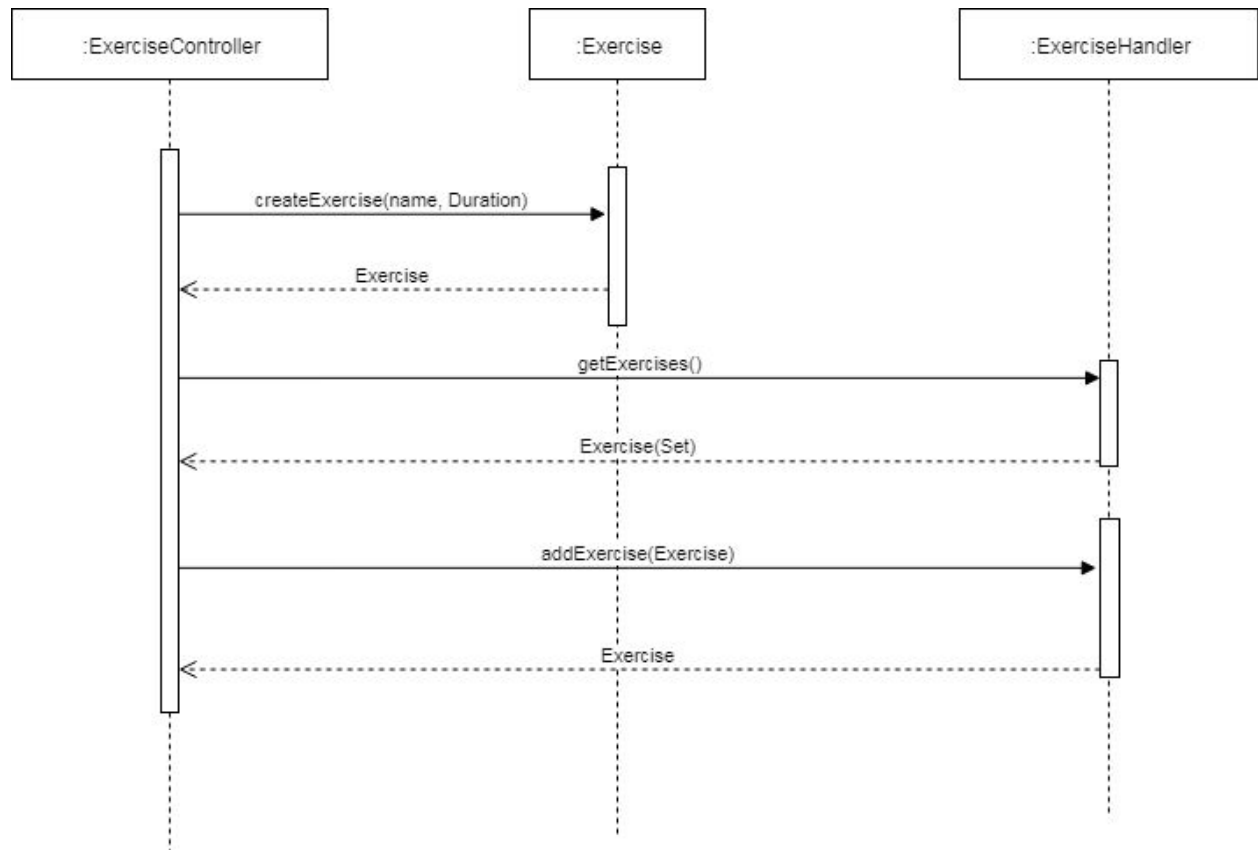 :ExerciseController
:Exercise
:ExerciseHandler
createExercise(name, Duration)
Exercise
getExercises()
Exercise(Set)
addExercise(Exercise)
Exercise